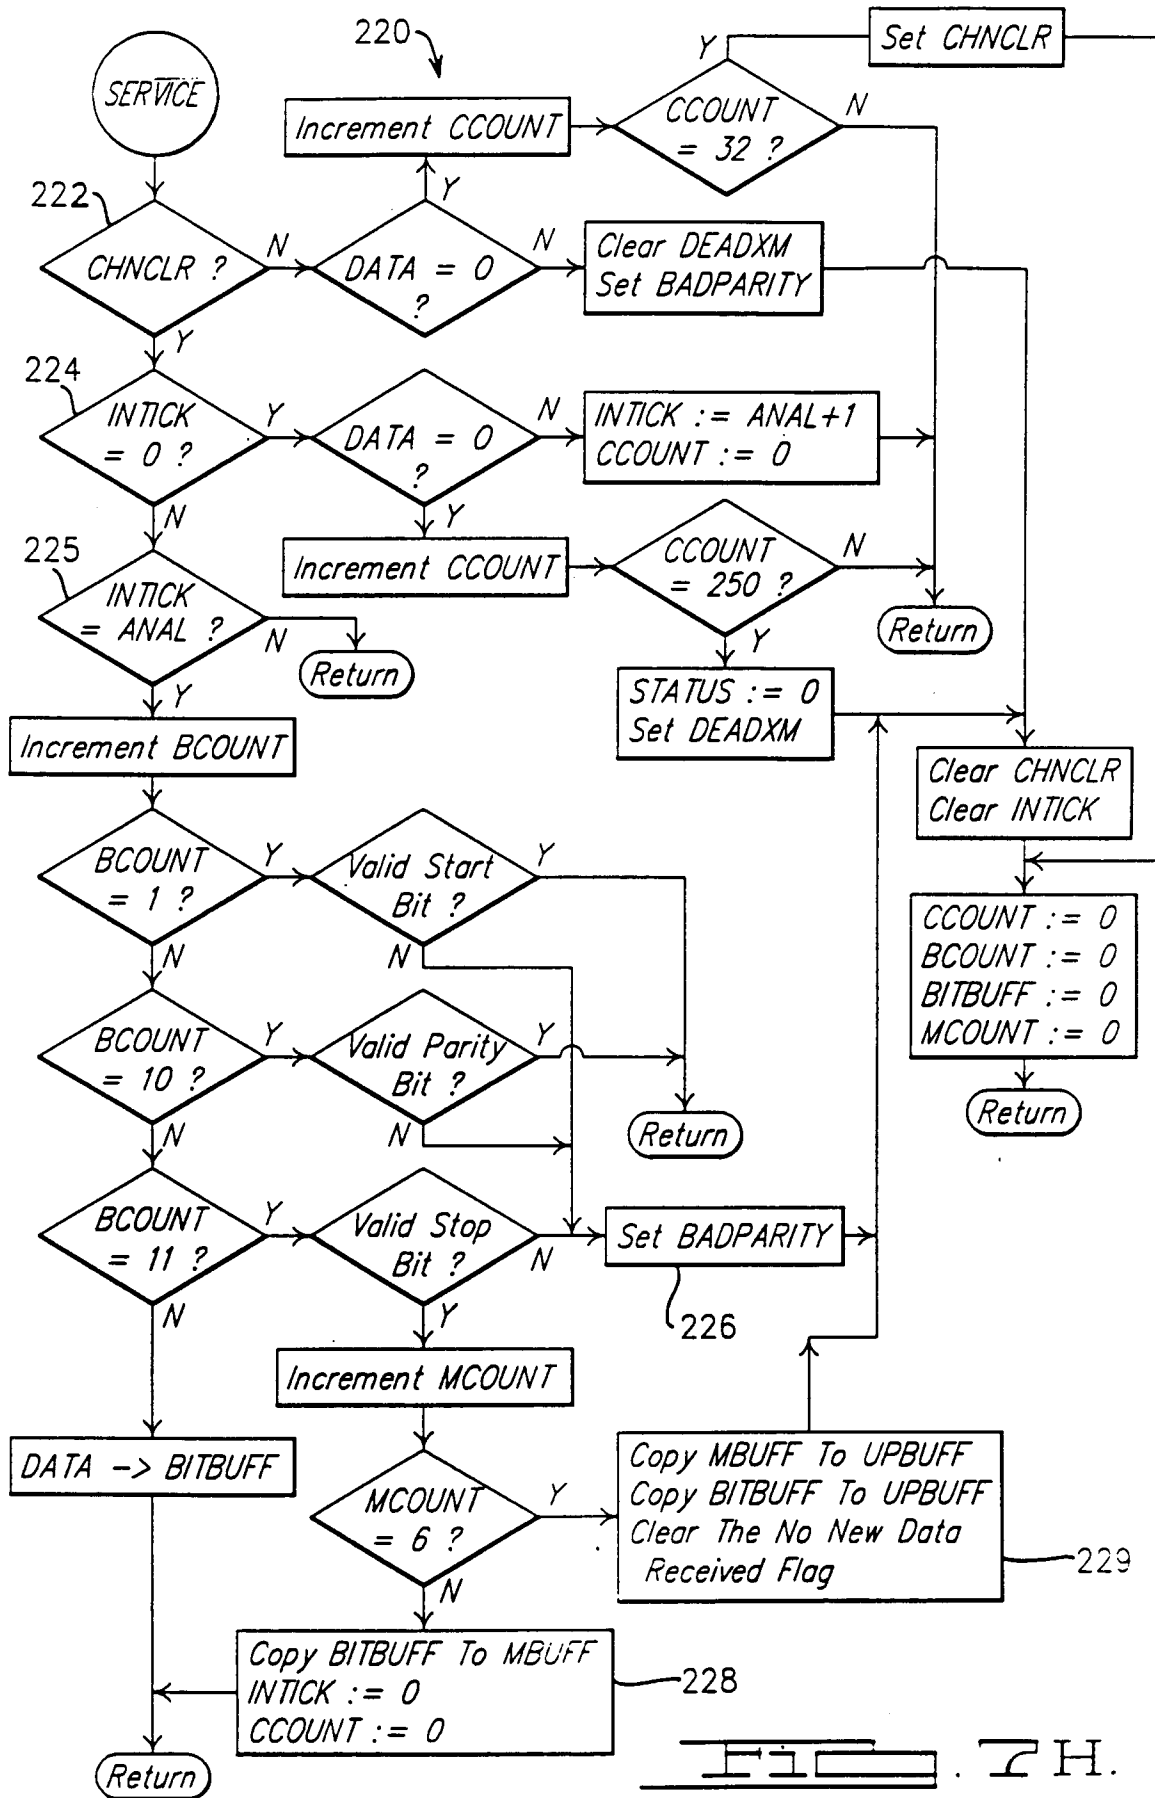 220
Set CHNCLR
Y
SERVICE
Increment CCOUNT
CCOUNT
= 32 ?
N
Y
222
CHNCLR ?
N
DATA = 0
?
N
Clear DEADXM
Set BADPARITY
Y
224
INTICK
= 0 ?
Y
DATA = 0
?
N
INTICK := ANAL+1
CCOUNT := 0
N
Y
225
INTICK
= ANAL ?
N
Return
Increment CCOUNT
CCOUNT
= 250 ?
N
Return
Y
Y
STATUS := 0
Set DEADXM
Increment BCOUNT
Clear CHNCLR
Clear INTICK
BCOUNT
= 1 ?
Y
Valid Start
Bit ?
Y
N
N
CCOUNT := 0
BCOUNT := 0
BITBUFF := 0
MCOUNT := 0
Return
BCOUNT
= 10 ?
Y
Valid Parity
Bit ?
Y
Return
N
N
BCOUNT
= 11 ?
Y
Valid Stop
Bit ?
N
Set BADPARITY
226
N
Y
Increment MCOUNT
DATA -> BITBUFF
MCOUNT
= 6 ?
Y
Copy MBUFF To UPBUFF
Copy BITBUFF To UPBUFF
Clear The No New Data
Received Flag
229
N
Copy BITBUFF To MBUFF
INTICK := 0
CCOUNT := 0
228
Return
FIG. 7H.